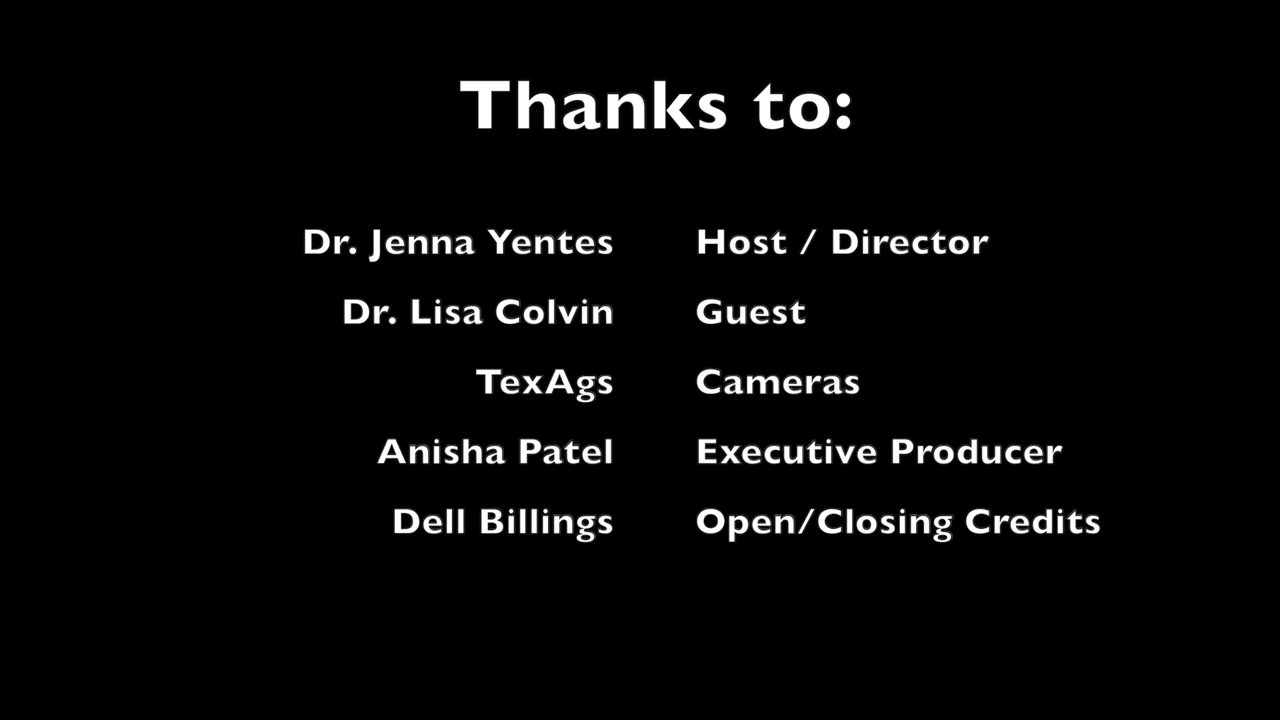 Thanks to:
Dr. Jenna Yentes Host / Director
Dr. Lisa Colvin Guest
TexAgs Cameras
Anisha Patel Executive Producer
Dell Billings Open/Closing Credits